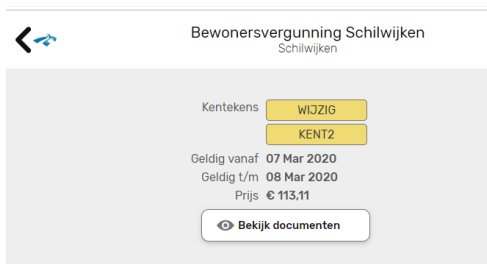 Bewonersvergunning Schilwijken
Schilwijken
Kentekens WIJZIG
KENT2
Geldig vanaf 07 Mar 2020
Geldig t/m 08 Mar 2020
Prijs € 113,11
Bekijk documenten